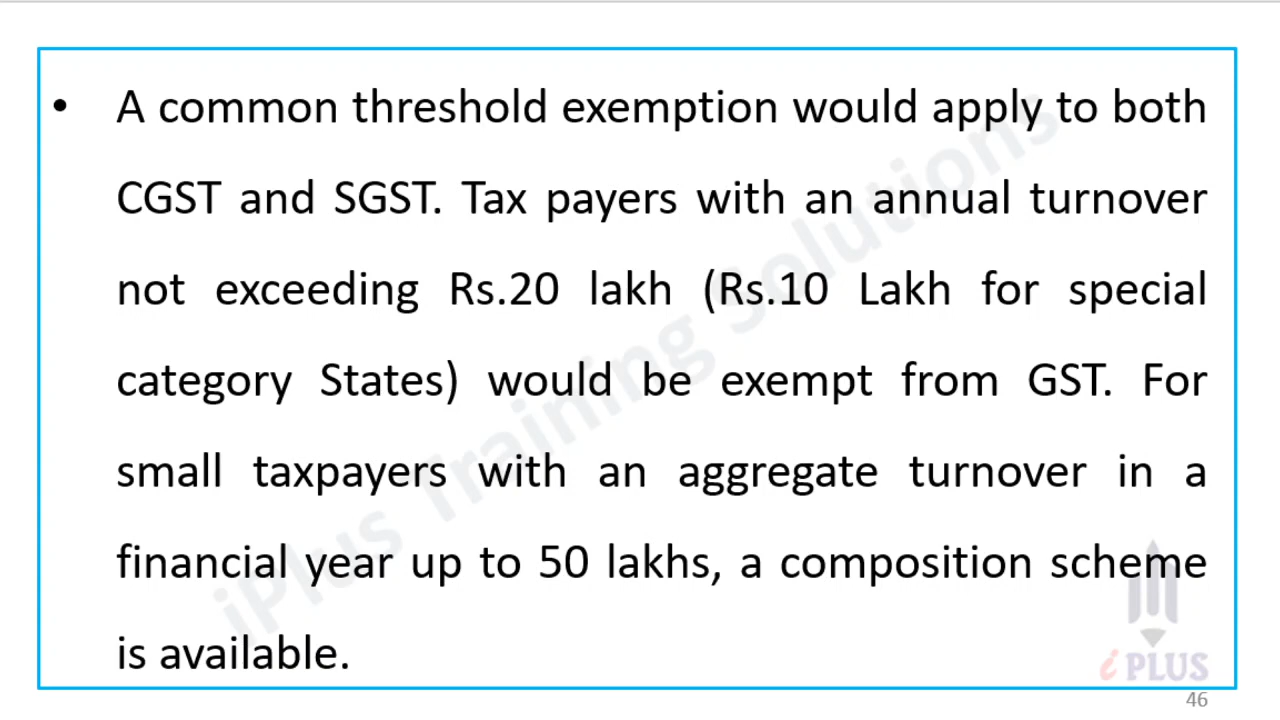 • A common threshold exemption would apply to both
CGST and SGST. Tax payers with an annual turnover
not exceeding Rs.20 lakh (Rs.10 Lakh for special
category States) would be exempt from GST. For
small taxpayers with an aggregate turnover in a
financial year up to 50 lakhs, a composition scheme
is available.
iPlus Training Solutions
iPLUS
46